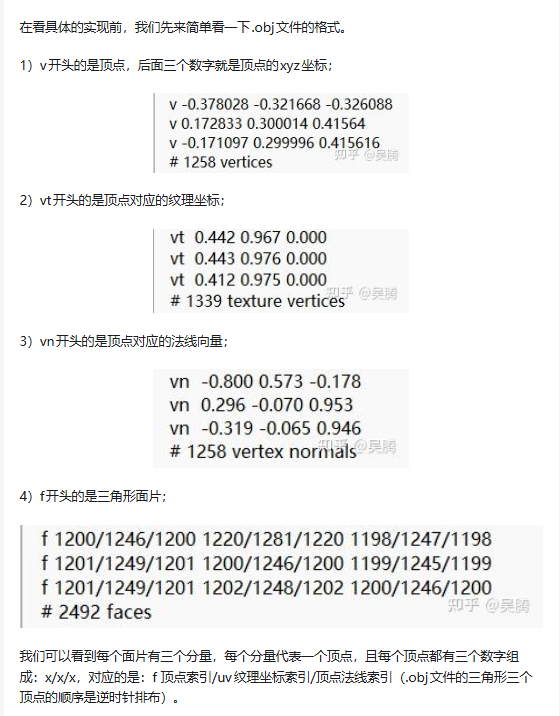 在看具体的实现前，我们先来简单看一下.obj文件的格式。
1）v开头的是顶点，后面三个数字就是顶点的xyz坐标；
v -0.378028 -0.321668 -0.326088
v 0.172833 0.300014 0.41564
v -0.171097 0.299996 0.415616
# 1258 vertices
知乎 @吴腾
2）vt开头的是顶点对应的纹理坐标；
vt 0.442 0.967 0.000
vt 0.443 0.976 0.000
vt 0.412 0.975 0.000
# 1339 texture vertices
知乎 @吴腾
3）vn开头的是顶点对应的法线向量；
vn -0.800 0.573 -0.178
vn 0.296 -0.070 0.953
vn -0.319 -0.065 0.946
# 1258 vertex normals
知乎 @吴腾
4）f开头的是三角形面片；
f 1200/1246/1200 1220/1281/1220 1198/1247/1198
f 1201/1249/1201 1200/1246/1200 1199/1245/1199
f 1201/1249/1201 1202/1248/1202 1200/1246/1200
# 2492 faces
知乎 @吴腾
我们可以看到每个面片有三个分量，每个分量代表一个顶点，且每个顶点都有三个数字组
成：x/x/x，对应的是：f 顶点索引/uv纹理坐标索引/顶点法线索引（.obj文件的三角形三个
顶点的顺序是逆时针排布）。